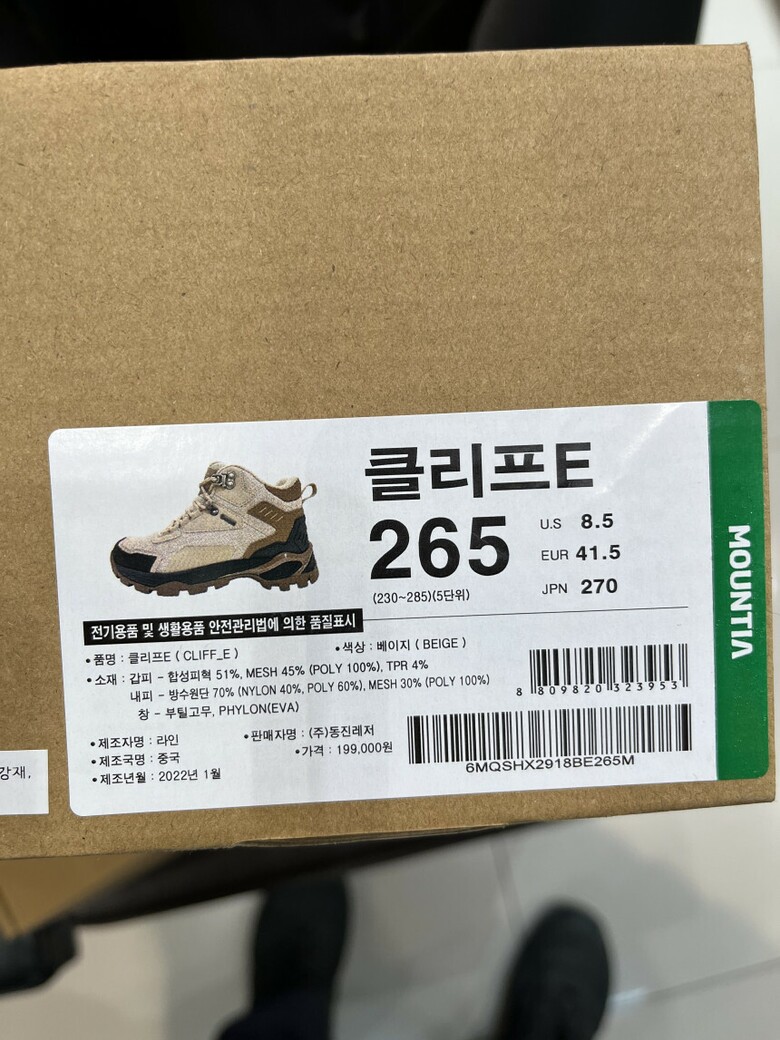 클리프E
265
U.S 8.5
EUR 41.5
JPN 270
(230~285)(5단위)
MOUNTIA
전기용품 및 생활용품 안전관리법에 의한 품질표시
•품명 : 클리프E ( CLIFF_E )
•색상 : 베이지 ( BEIGE )
•소재 : 갑피 - 합성피혁 51%, MESH 45% (POLY 100%), TPR 4%
내피 - 방수원단 70% (NYLON 40%, POLY 60%), MESH 30% (POLY 100%)
창 - 부틸고무, PHYLON(EVA)
8 809820 323953
•제조자명 : 라인
•판매자명 : (주)동진레저
•제조국명 : 중국
•가격 : 199,000원
•제조년월 : 2022년 1월
6MQSHX2918BE265M
강재,